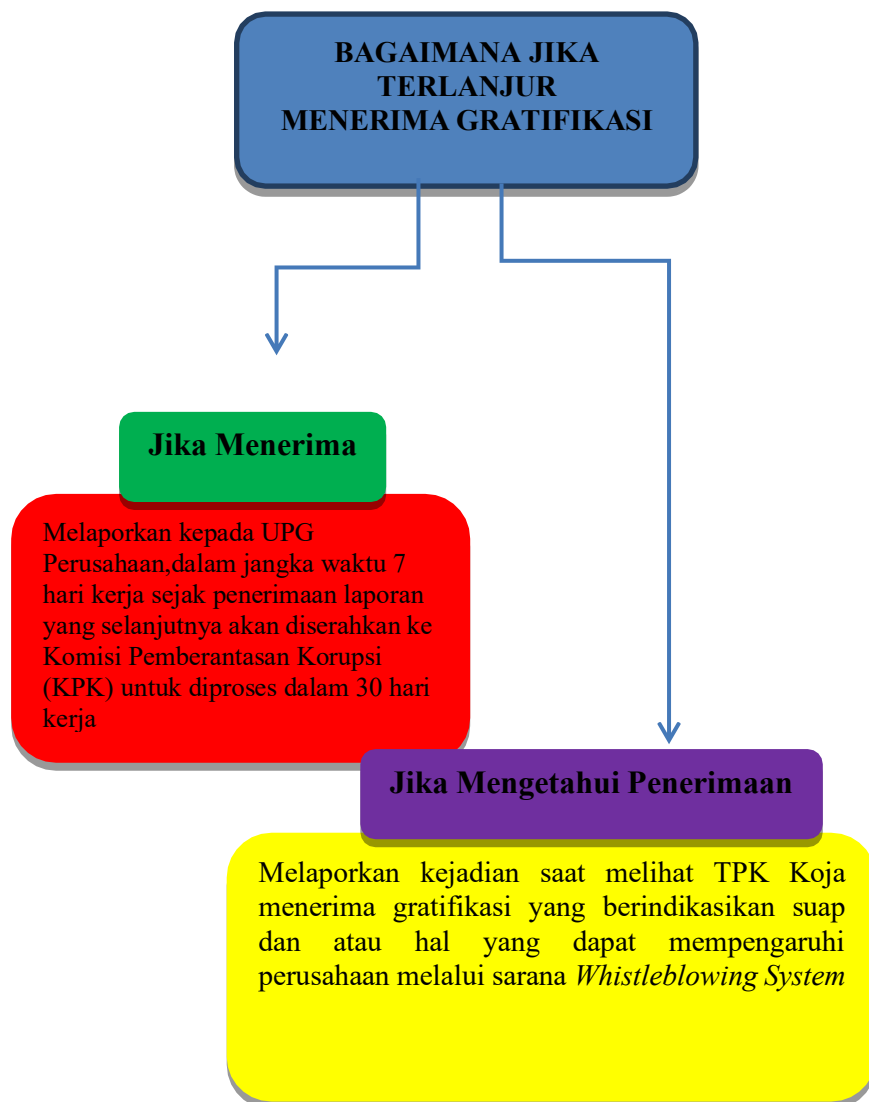 BAGAIMANA JIKA
TERLANJUR
MENERIMA GRATIFIKASI
Jika Menerima
Melaporkan kepada UPG
Perusahaan,dalam jangka waktu 7
hari kerja sejak penerimaan laporan
yang selanjutnya akan diserahkan ke
Komisi Pemberantasan Korupsi
(KPK) untuk diproses dalam 30 hari
kerja
Jika Mengetahui Penerimaan
Melaporkan kejadian saat melihat TPK Koja
menerima gratifikasi yang berindikasikan suap
dan atau hal yang dapat mempengaruhi
perusahaan melalui sarana Whistleblowing System